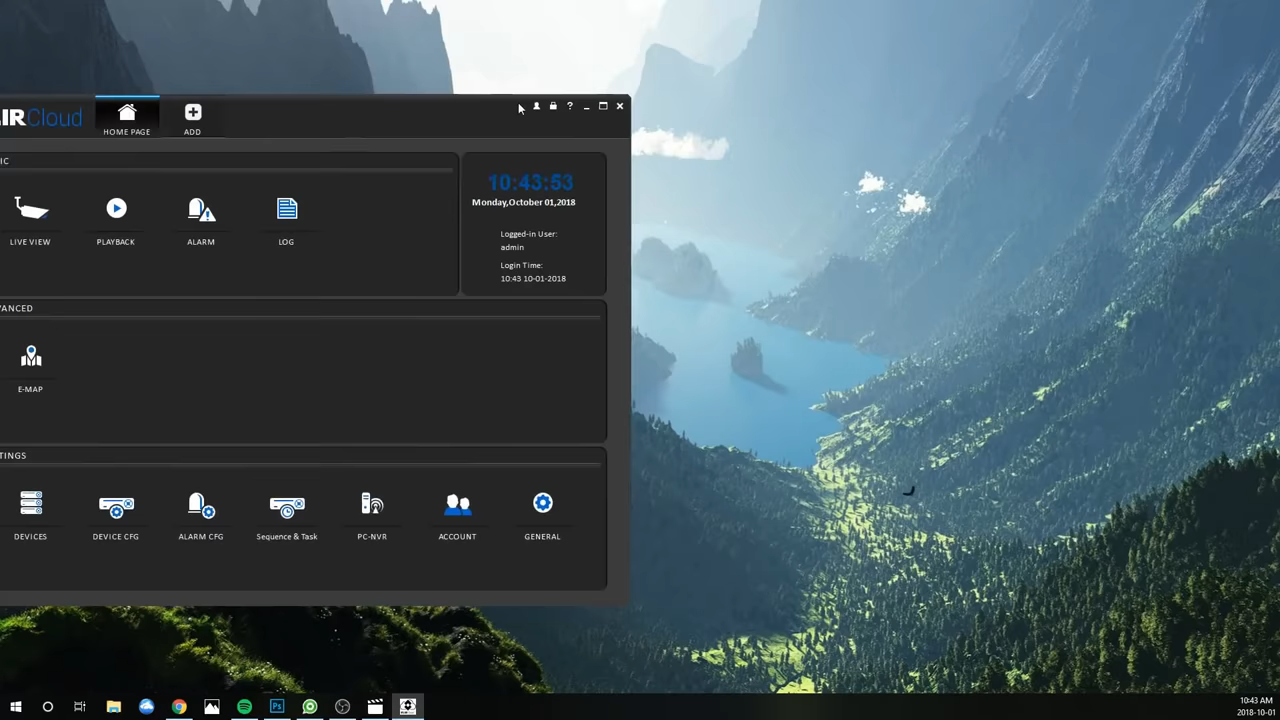 IRCloud
HOME PAGE
ADD
IC
LIVE VIEW
PLAYBACK
ALARM
LOG
10:43:53
Monday,October 01,2018
Logged-in User:
admin
Login Time:
10:43 10-01-2018
VANCED
E-MAP
TINGS
DEVICES
DEVICE CFG
ALARM CFG
Sequence & Task
PC-NVR
ACCOUNT
GENERAL
Ps
10:43 AM
2018-10-01